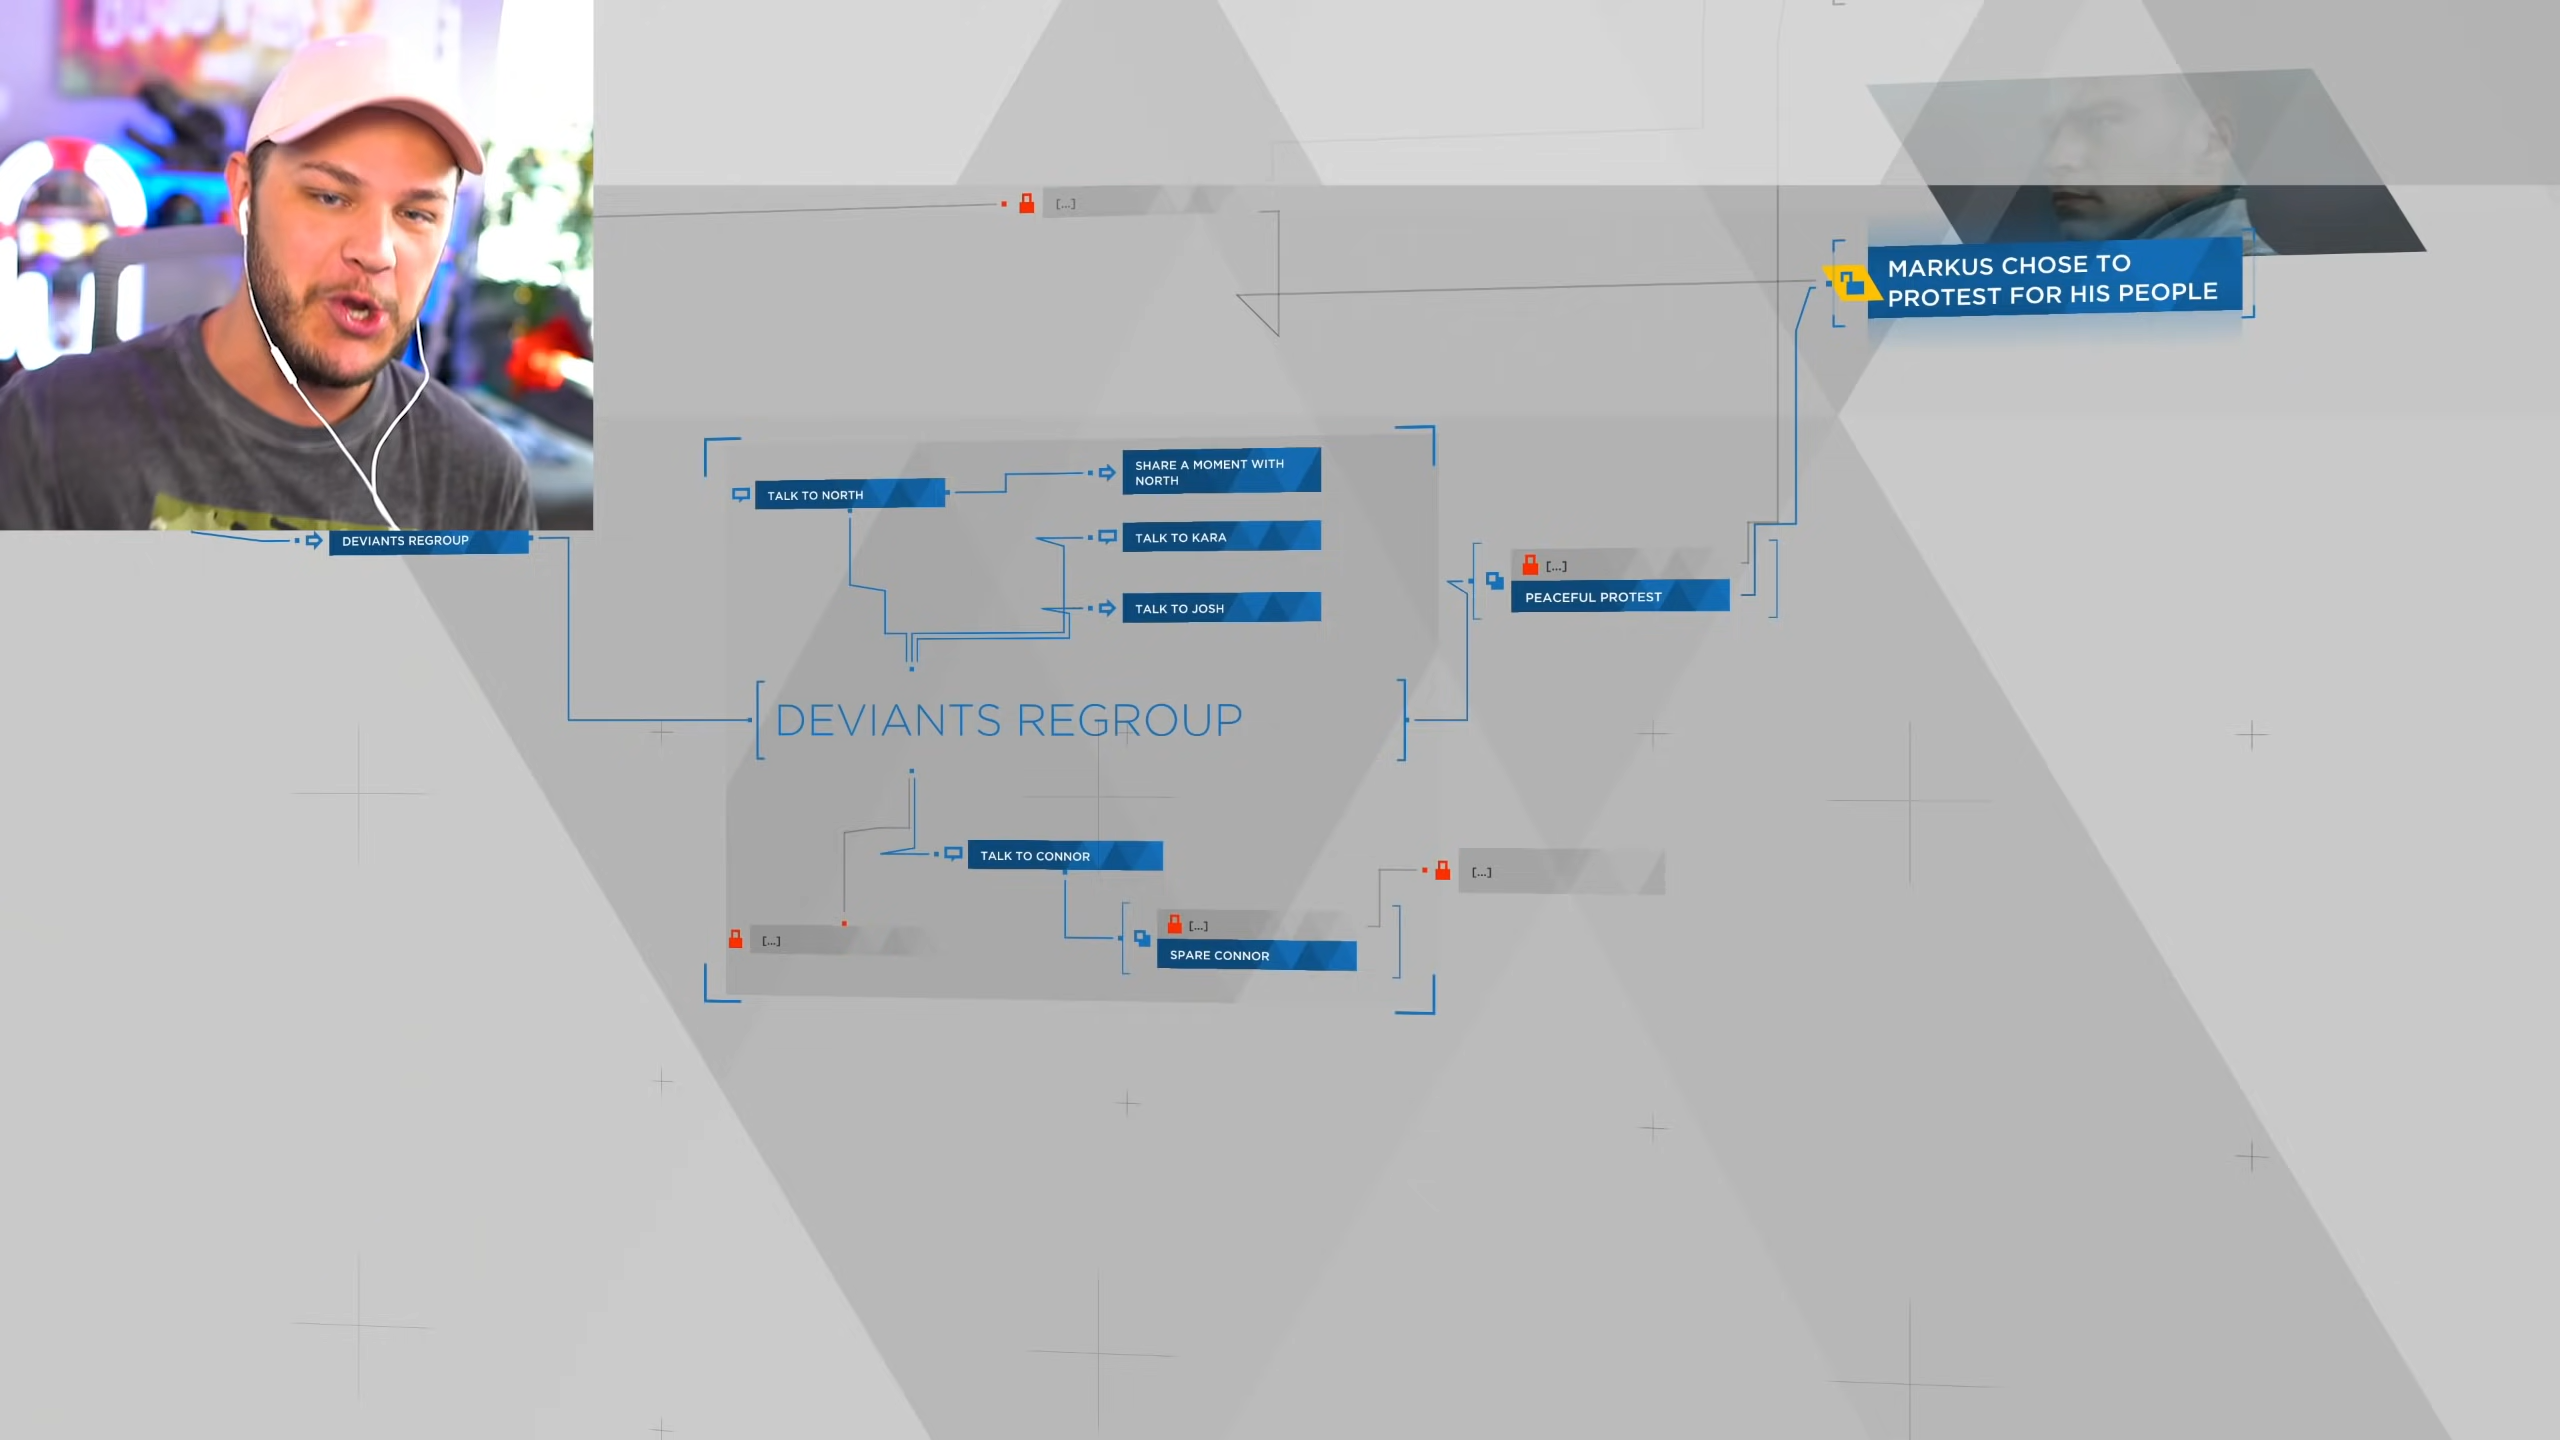 [...]
MARKUS CHOSE TO
PROTEST FOR HIS PEOPLE
SHARE A MOMENT WITH
NORTH
TALK TO NORTH
TALK TO KARA
DEVIANTS REGROUP
[...]
PEACEFUL PROTEST
TALK TO JOSH
DEVIANTS REGROUP
TALK TO CONNOR
[...]
[...]
[...]
SPARE CONNOR